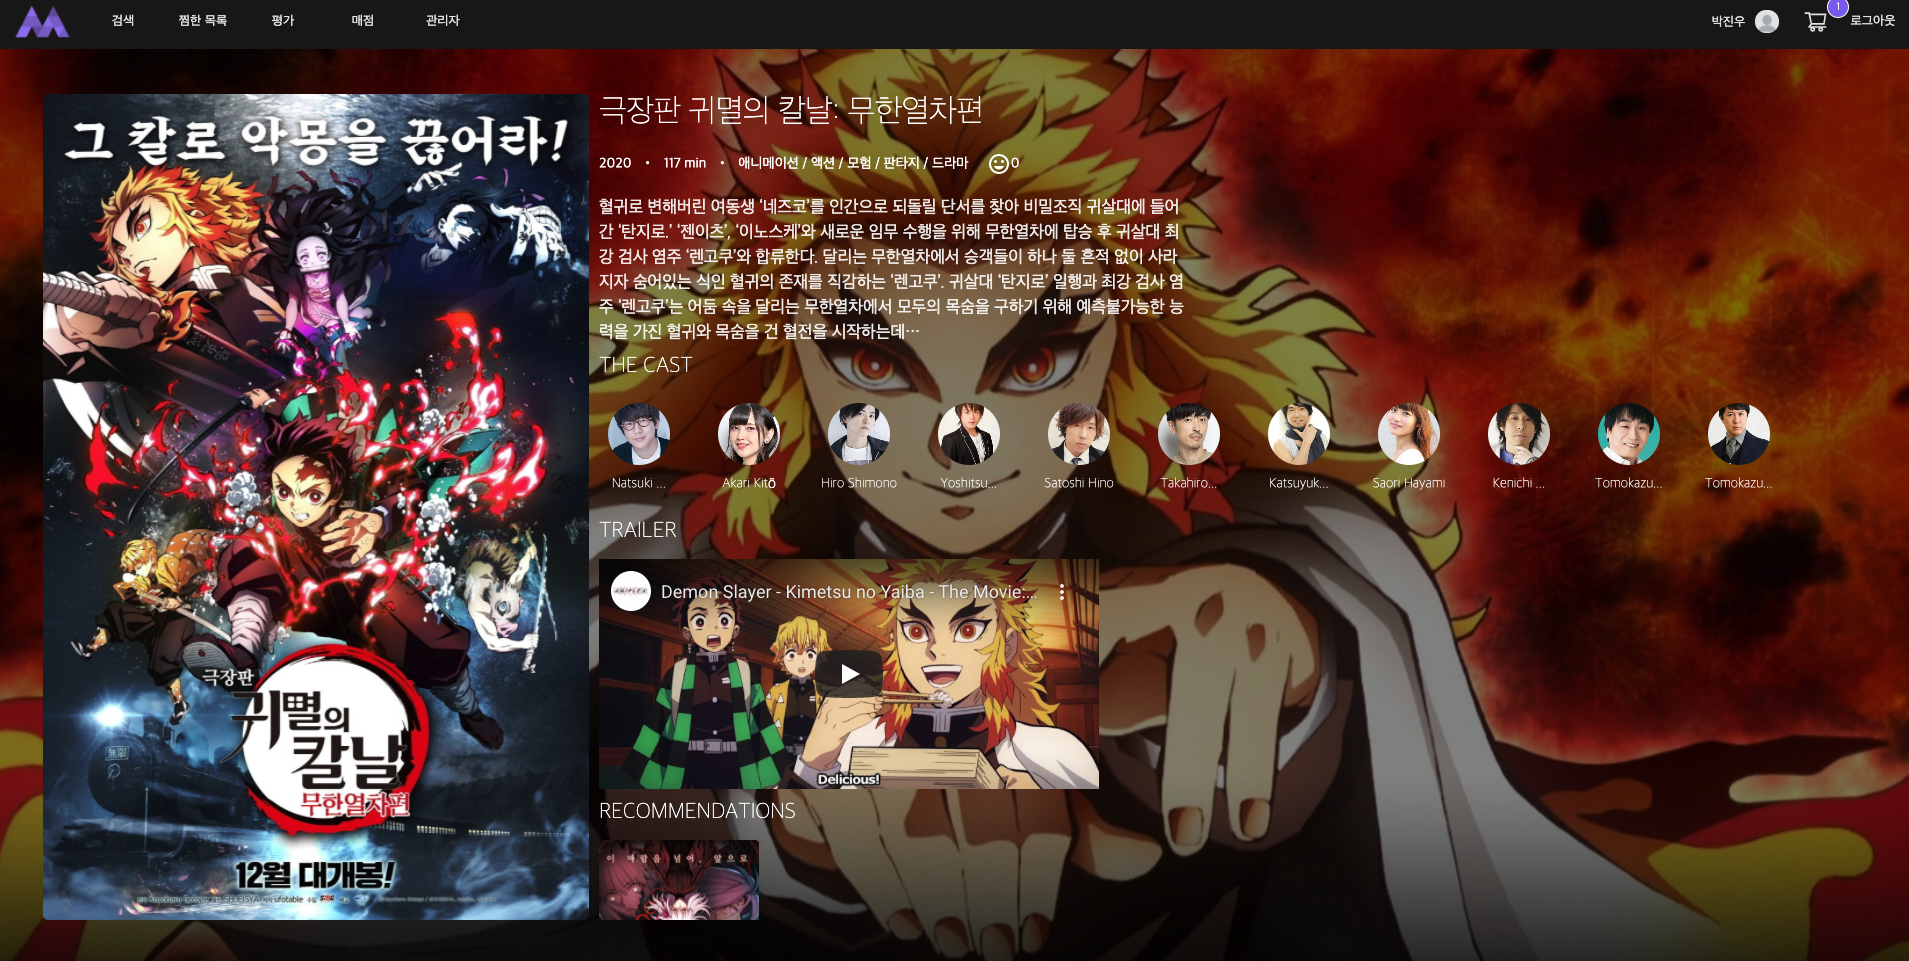 검색 찜한 목록 평가 매점 관리자 박진우 1 로그아웃
그 칼로 악몽을 끊어라!
극장판
귀멸의
칼날
무한열차편
12월 대개봉!
극장판 귀멸의 칼날: 무한열차편
2020 • 117 min • 애니메이션 / 액션 / 모험 / 판타지 / 드라마 0
혈귀로 변해버린 여동생 ‘네즈코’를 인간으로 되돌릴 단서를 찾아 비밀조직 귀살대에 들어
간 ‘탄지로.’ ‘젠이츠’, ‘이노스케’와 새로운 임무 수행을 위해 무한열차에 탑승 후 귀살대 최
강 검사 염주 ‘렌고쿠’와 합류한다. 달리는 무한열차에서 승객들이 하나 둘 흔적 없이 사라
지자 숨어있는 식인 혈귀의 존재를 직감하는 ‘렌고쿠’. 귀살대 ‘탄지로’ 일행과 최강 검사 염
주 ‘렌고쿠’는 어둠 속을 달리는 무한열차에서 모두의 목숨을 구하기 위해 예측불가능한 능
력을 가진 혈귀와 목숨을 건 혈전을 시작하는데…
THE CAST
Natsuki ... Akari Kitō Hiro Shimono Yoshitsu... Satoshi Hino Takahiro... Katsuyuk... Saori Hayami Kenichi ... Tomokazu... Tomokazu...
TRAILER
Demon Slayer - Kimetsu no Yaiba - The Movie:...
Delicious!
RECOMMENDATIONS
이 바람을 넘어, 앞으로